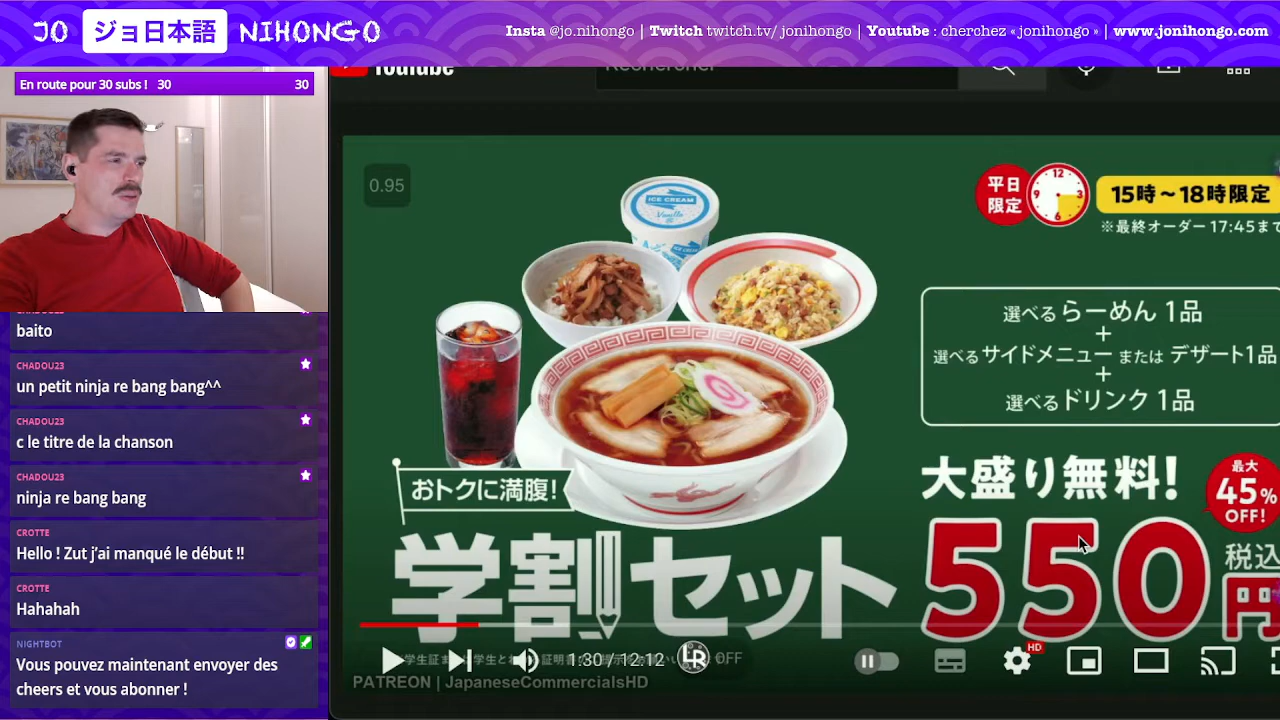 JO ジョ日本語 NIHONGO
Insta @jo.nihongo | Twitch twitch.tv/ jonihongo | Youtube : cherchez « jonihongo » | www.jonihongo.com
En route pour 30 subs ! 30 30
baito
CHADOU23
un petit ninja re bang bang^^
CHADOU23
c le titre de la chanson
CHADOU23
ninja re bang bang
CROTTE
Hello ! Zut j'ai manqué le début !!
CROTTE
Hahahah
NIGHTBOT
Vous pouvez maintenant envoyer des
cheers et vous abonner !
YouTube
Rechercher
0.95
ICE CREAM
Vanilla
平日
限定
12
3
6
9
15時～18時限定
※最終オーダー 17:45まで
選べる らーめん 1品
+
選べるサイドメニュー または デザート1品
+
選べる ドリンク 1品
おトクに満腹!
大盛り無料!
最大
45%
OFF!
学割セット
550
税込
円
1:30 / 12:12
LR OFF
HD
PATREON | JapaneseCommercialsHD